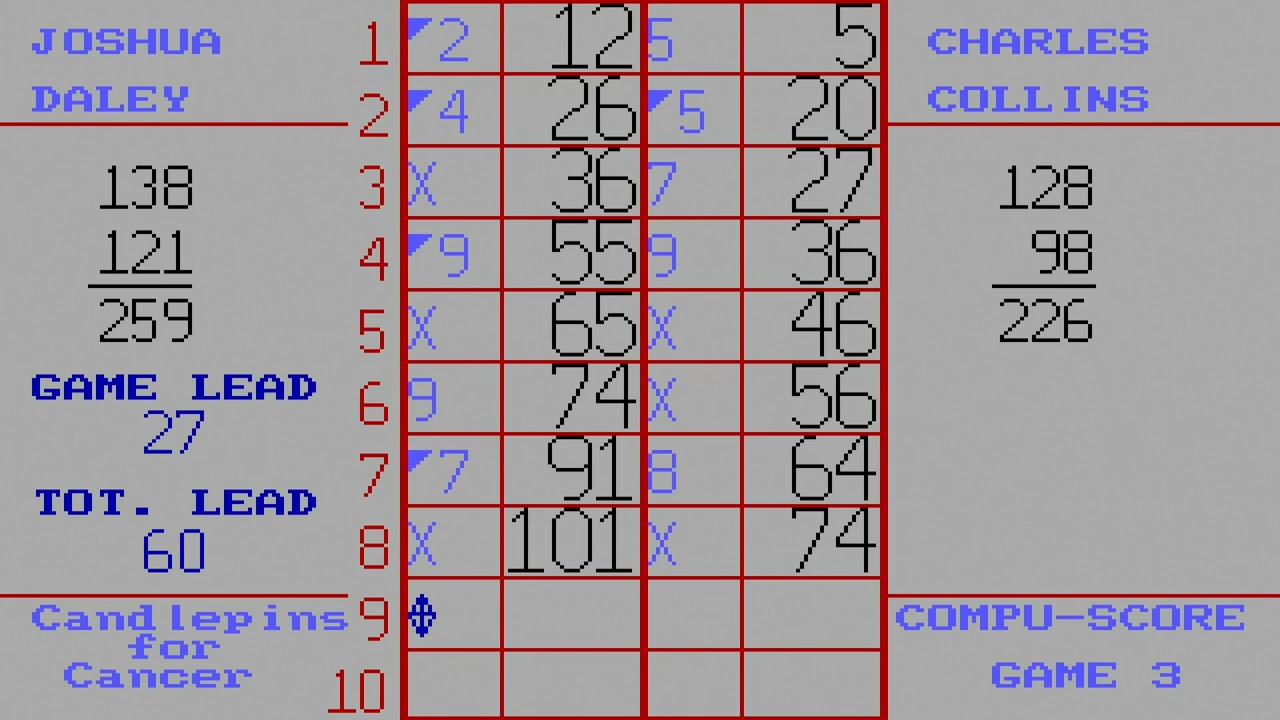 JOSHUA
DALEY
138
121
259
GAME LEAD
27
TOT. LEAD
60
Candlepins
for
Cancer
1 2 12 5 5
2 4 26 5 20
3 X 36 7 27
4 9 55 9 36
5 X 65 X 46
6 9 74 X 56
7 7 91 8 64
8 X 101 X 74
9
10
CHARLES
COLLINS
128
98
226
COMPU-SCORE
GAME 3